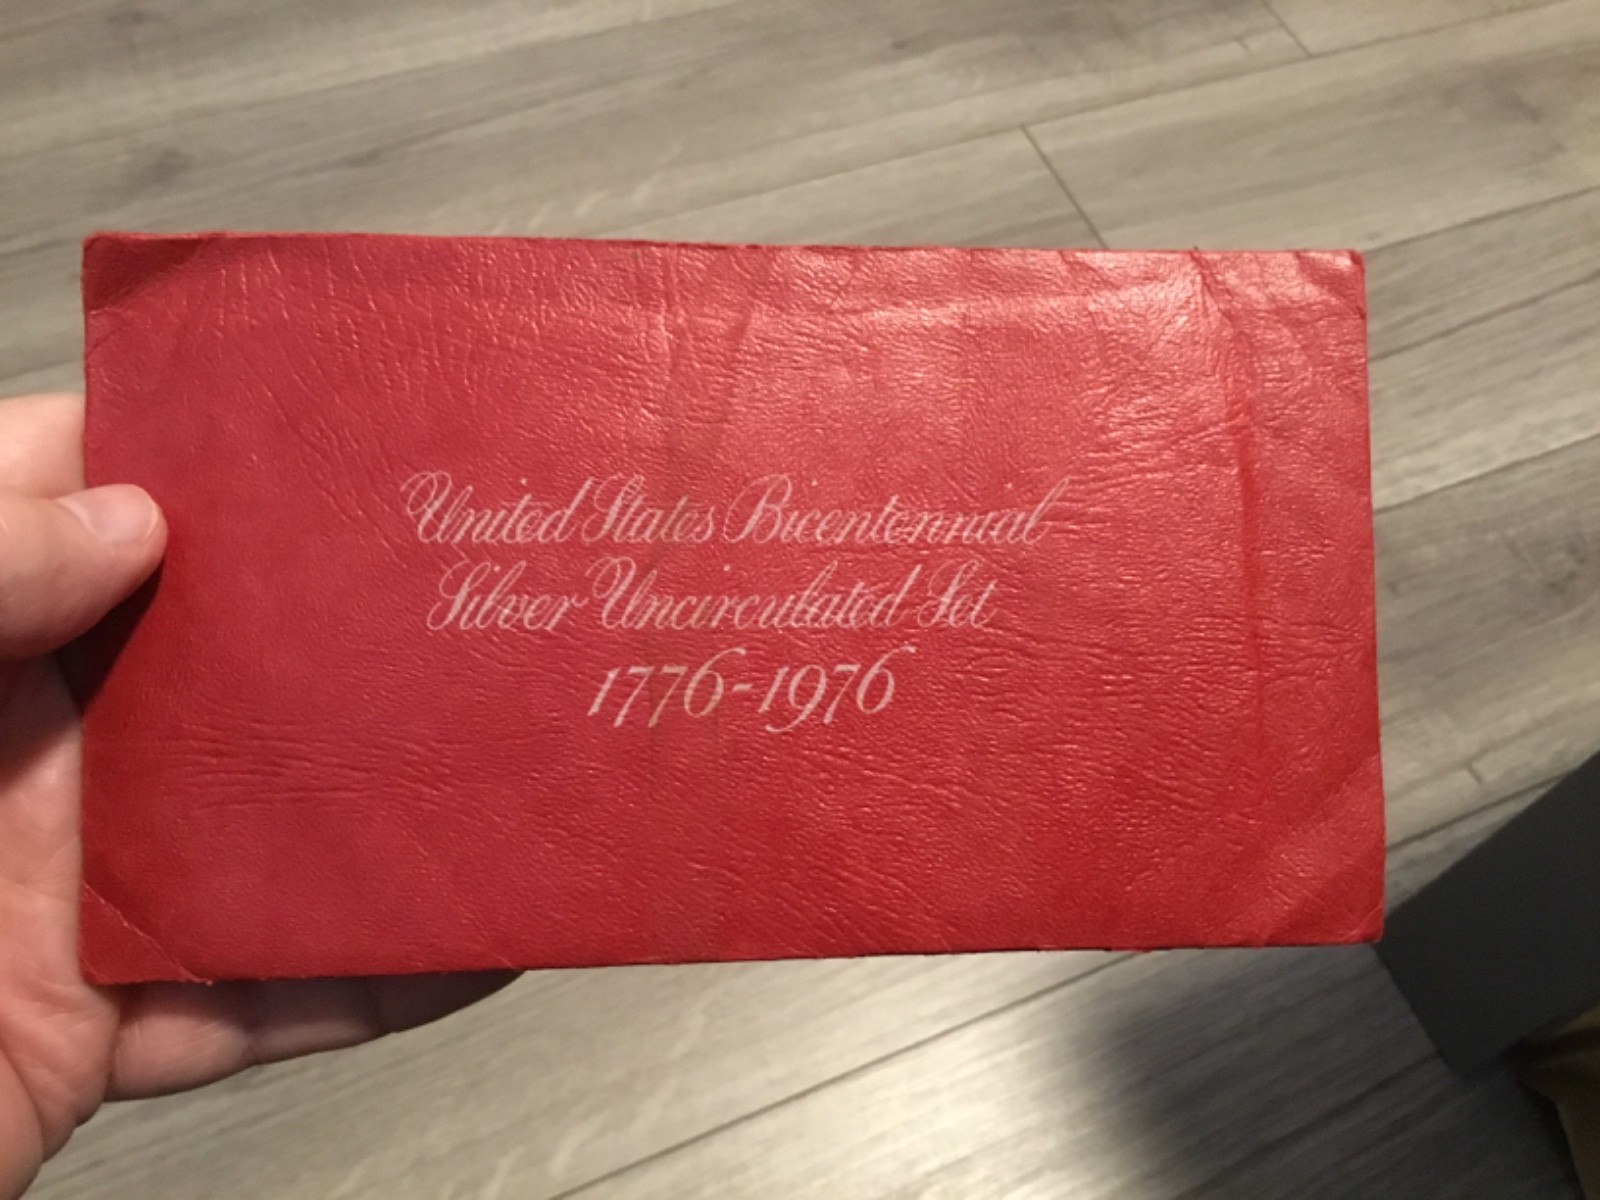 United States Bicentennial
Silver Uncirculated Set
1776-1976